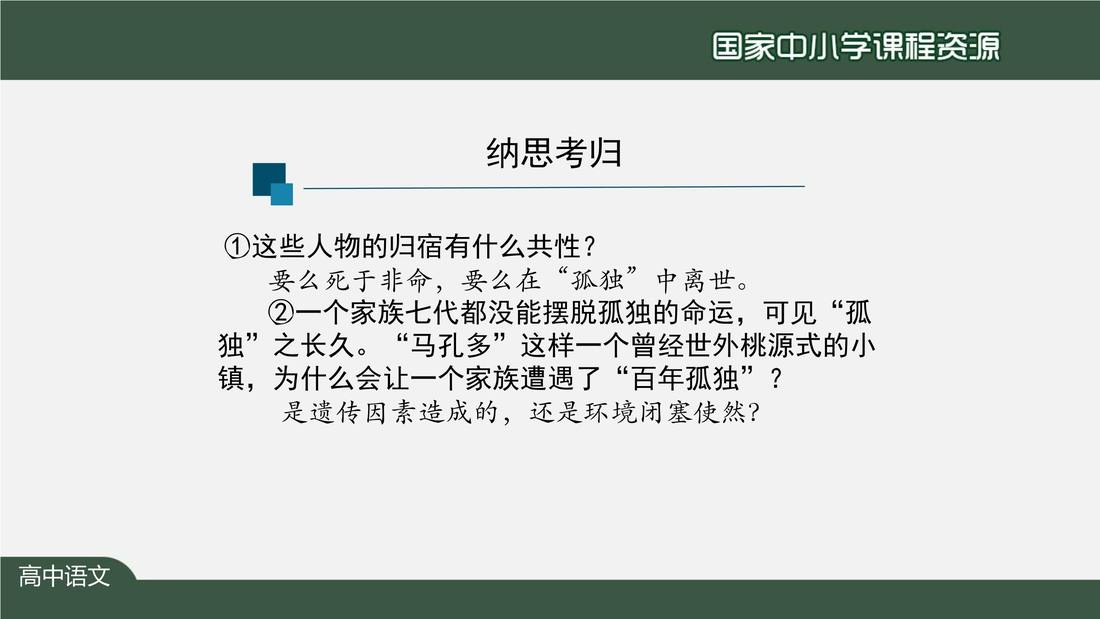 国家中小学课程资源
纳思考归
①这些人物的归宿有什么共性？
要么死于非命，要么在“孤独”中离世。
②一个家族七代都没能摆脱孤独的命运，可见“孤
独”之长久。“马孔多”这样一个曾经世外桃源式的小
镇，为什么会让一个家族遭遇了“百年孤独”？
是遗传因素造成的，还是环境闭塞使然？
高中语文